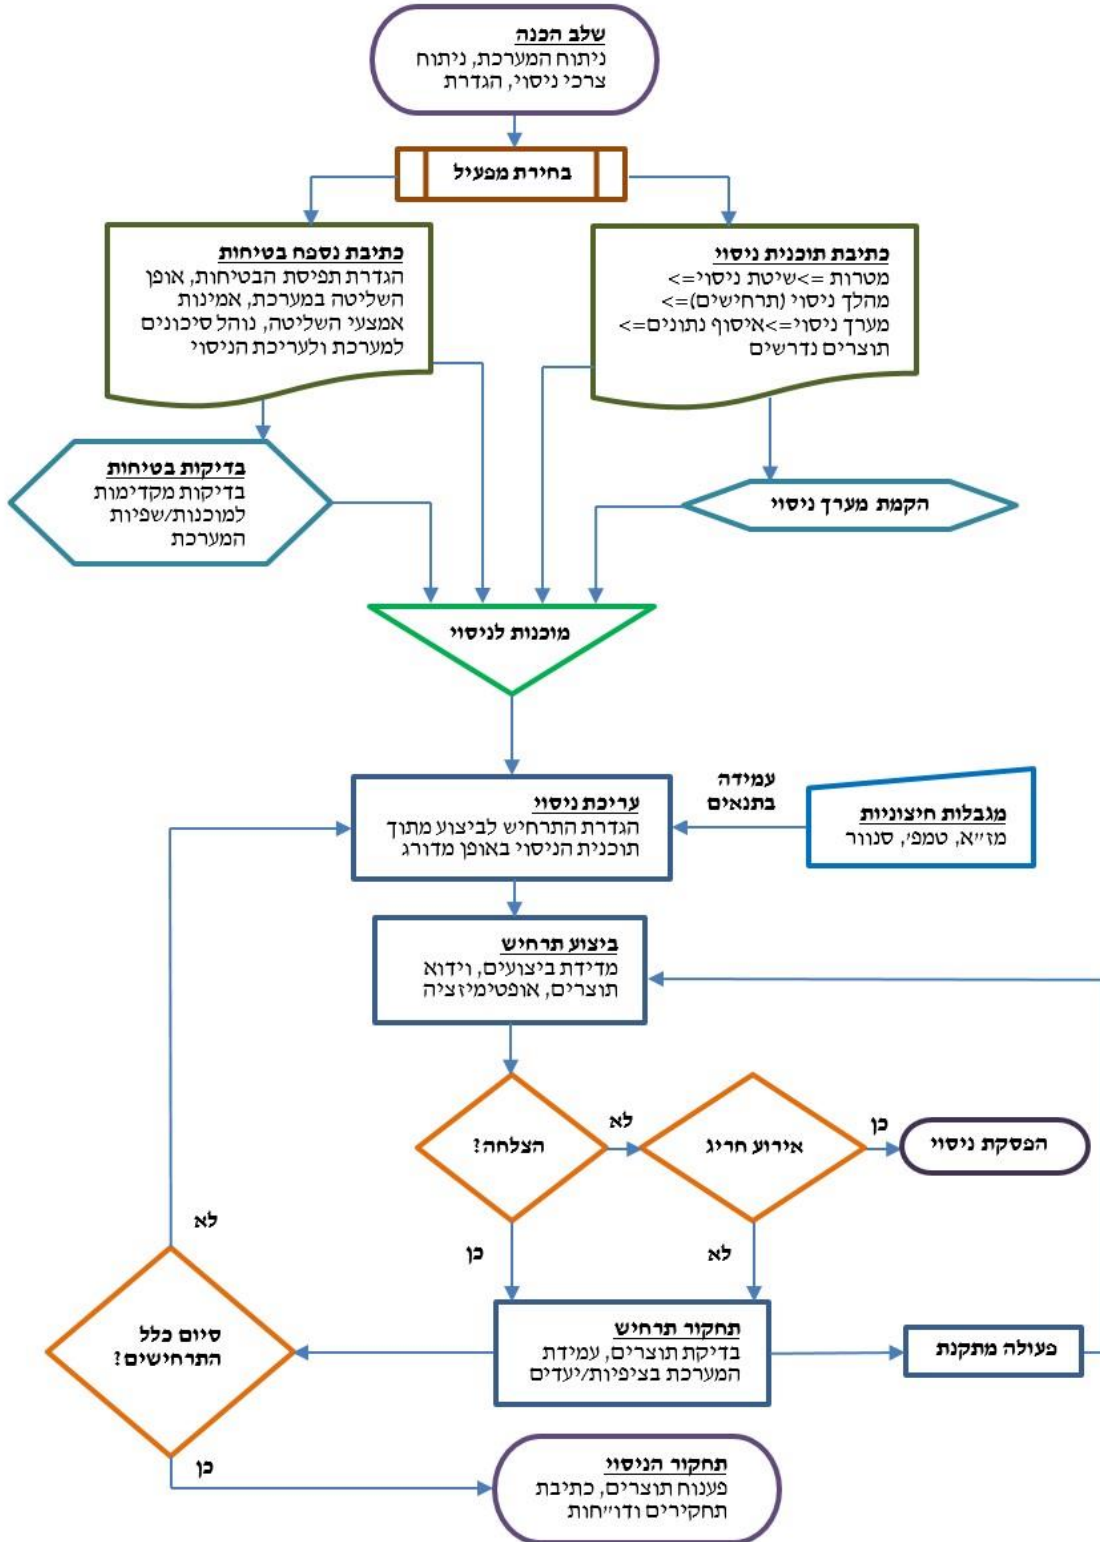 שלב הכנה
ניתוח המערכת, ניתוח
צרכי ניסוי, הגדרת
בחירת מפעיל
כתיבת תוכנית ניסוי
מטרות =>שיטת ניסוי=>
מהלך ניסוי (תרחישים)=>
מערך ניסוי=>איסוף נתונים=>
תוצרים נדרשים
כתיבת נספח בטיחות
הגדרת תפיסת הבטיחות, אופן
השליטה במערכת, אמינות
אמצעי השליטה, נוהל סיכונים
למערכת ולעריכת הניסוי
הקמת מערך ניסוי
בדיקות בטיחות
בדיקות מקדימות
למוכנות/שפיות
המערכת
מוכנות לניסוי
מגבלות חיצוניות
מז״א, טמפ׳, סנוור
עמידה
בתנאים
עריכת ניסוי
הגדרת התרחיש לביצוע מתוך
תוכנית הניסוי באופן מדורג
ביצוע תרחיש
מדידת ביצועים, וידוא
תוצרים, אופטימיזציה
הצלחה?
לא
אירוע חריג
כן
הפסקת ניסוי
כן
לא
תחקור תרחיש
בדיקת תוצרים, עמידת
המערכת בציפיות/יעדים
פעולה מתקנת
סיום כלל
התרחישים?
לא
כן
תחקור הניסוי
פענוח תוצרים, כתיבת
תחקירים ודו״חות